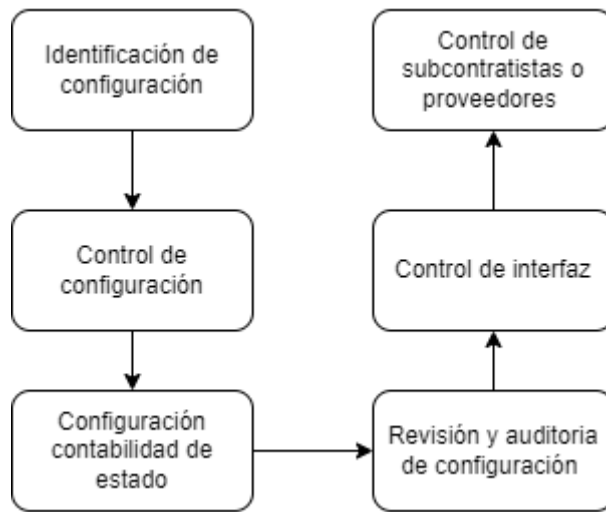 Identificación de
configuración
Control de
configuración
Configuración
contabilidad de
estado
Revisión y auditoria
de configuración
Control de interfaz
Control de
subcontratistas o
proveedores